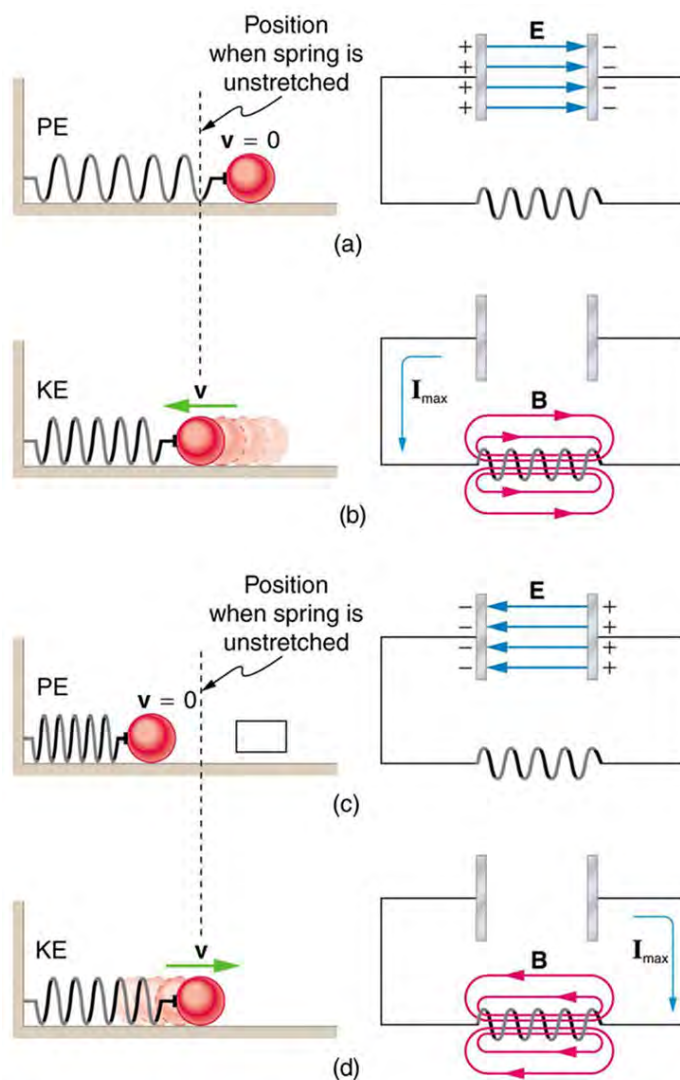 Position
when spring is
unstretched
PE
v = 0
E
+ −
+ −
+ −
+ −
(a)
KE
v
I max
B
(b)
Position
when spring is
unstretched
PE
v = 0
E
− +
− +
− +
− +
(c)
KE
v
B
I max
(d)